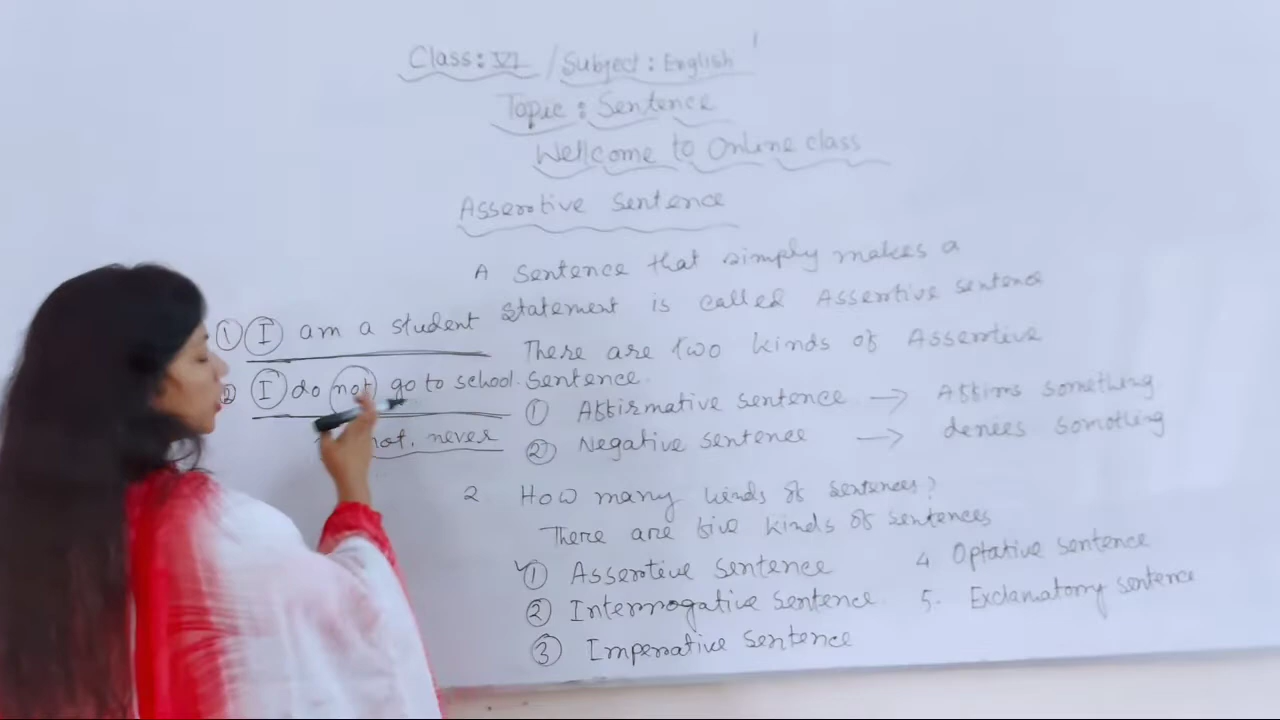 Class: VI / Subject: English
Topic: Sentence
Wellcome to Online class
Assertive Sentence
A sentence that simply makes a
statement is called Assertive sentence
There are two kinds of Assertive
sentence.
① Affirmative sentence → Affirms something
② Negative sentence → denies something
① I am a student
② I do not go to school.
not, never
2 How many kinds of sentences?
There are five kinds of sentences
① Assertive sentence
② Interrogative sentence
③ Imperative sentence
4 Optative sentence
5. Exclamatory sentence